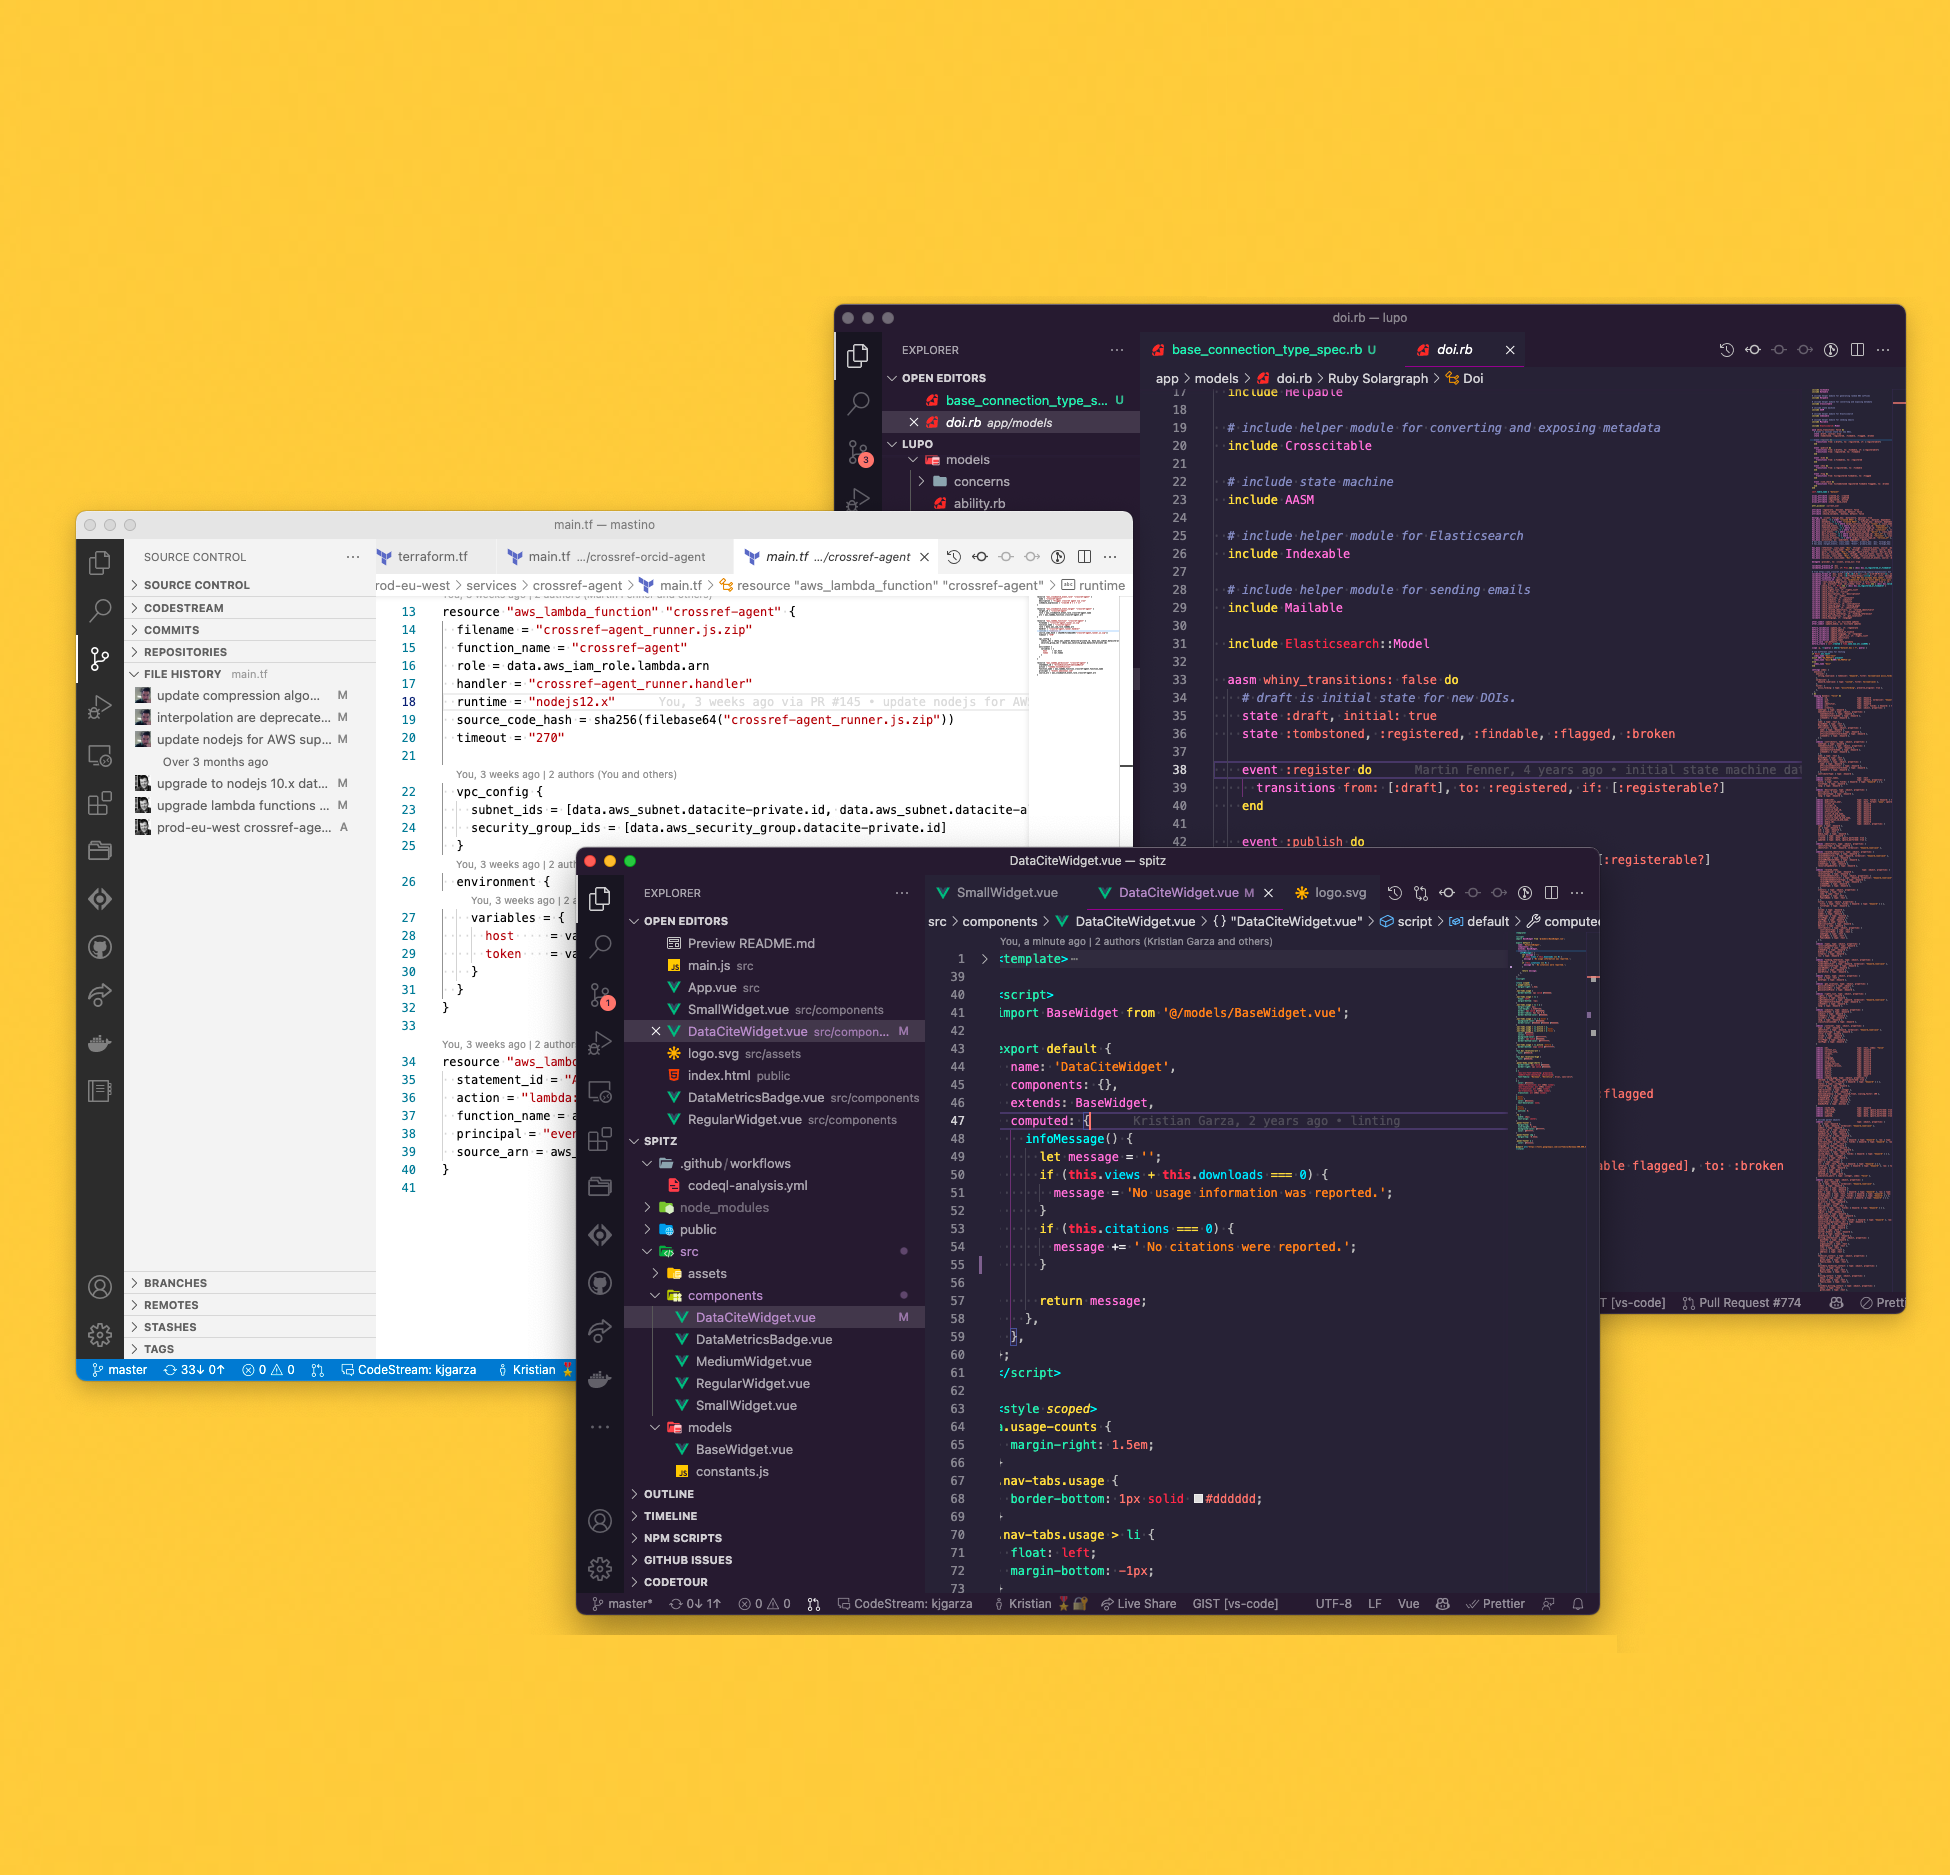 doi.rb — lupo
EXPLORER
OPEN EDITORS
base_connection_type_s... U
doi.rb app/models
LUPO
models
concerns
ability.rb
3
base_connection_type_spec.rb U
doi.rb
app > models > doi.rb > Ruby Solargraph > Doi
17 include Helpable
18
19 # include helper module for converting and exposing metadata
20 include Crosscitable
21
22 # include state machine
23 include AASM
24
25 # include helper module for Elasticsearch
26 include Indexable
27
28 # include helper module for sending emails
29 include Mailable
30
31 include Elasticsearch::Model
32
33 aasm whiny_transitions: false do
34 # draft is initial state for new DOIs.
35 state :draft, initial: true
36 state :tombstoned, :registered, :findable, :flagged, :broken
37
38 event :register do Martin Fenner, 4 years ago • initial state machine dat
39 transitions from: [:draft], to: :registered, if: [:registerable?]
40 end
41
42 event :publish do
[:registerable?]
:flagged
able flagged], to: :broken
T [vs-code] Pull Request #774 Prett
main.tf — mastino
SOURCE CONTROL
SOURCE CONTROL
CODESTREAM
COMMITS
REPOSITORIES
FILE HISTORY main.tf
update compression algo... M
interpolation are deprecate... M
update nodejs for AWS sup... M
Over 3 months ago
upgrade to nodejs 10.x dat... M
upgrade lambda functions ... M
prod-eu-west crossref-age... A
BRANCHES
REMOTES
STASHES
TAGS
terraform.tf
main.tf .../crossref-orcid-agent
main.tf .../crossref-agent
rod-eu-west > services > crossref-agent > main.tf > resource "aws_lambda_function" "crossref-agent" > runtime
13 resource "aws_lambda_function" "crossref-agent" {
14 filename = "crossref-agent_runner.js.zip"
15 function_name = "crossref-agent"
16 role = data.aws_iam_role.lambda.arn
17 handler = "crossref-agent_runner.handler"
18 runtime = "nodejs12.x" You, 3 weeks ago via PR #145 • update nodejs for AW
19 source_code_hash = sha256(filebase64("crossref-agent_runner.js.zip"))
20 timeout = "270"
21
You, 3 weeks ago | 2 authors (You and others)
22 vpc_config {
23 subnet_ids = [data.aws_subnet.datacite-private.id, data.aws_subnet.datacite-a
24 security_group_ids = [data.aws_security_group.datacite-private.id]
25 }
You, 3 weeks ago | 2 auth
26 environment {
You, 3 weeks ago | 2 a
27 variables = {
28 host = va
29 token = va
30 }
31 }
32 }
33
You, 3 weeks ago | 2 author
34 resource "aws_lamb
35 statement_id = "A
36 action = "lambda:
37 function_name = a
38 principal = "even
39 source_arn = aws_
40 }
41
master 33↓ 0↑ 0 0 CodeStream: kjgarza Kristian
DataCiteWidget.vue — spitz
EXPLORER
OPEN EDITORS
Preview README.md
main.js src
App.vue src
SmallWidget.vue src/components
DataCiteWidget.vue src/compon... M
logo.svg src/assets
index.html public
DataMetricsBadge.vue src/components
RegularWidget.vue src/components
SPITZ
.github/workflows
codeql-analysis.yml
node_modules
public
src
assets
components
DataCiteWidget.vue M
DataMetricsBadge.vue
MediumWidget.vue
RegularWidget.vue
SmallWidget.vue
models
BaseWidget.vue
constants.js
OUTLINE
TIMELINE
NPM SCRIPTS
GITHUB ISSUES
CODETOUR
1
SmallWidget.vue
DataCiteWidget.vue M
logo.svg
src > components > DataCiteWidget.vue > {} "DataCiteWidget.vue" > script > default > compute
You, a minute ago | 2 authors (Kristian Garza and others)
1 <template>⋯
39
40 <script>
41 import BaseWidget from '@/models/BaseWidget.vue';
42
43 export default {
44 name: 'DataCiteWidget',
45 components: {},
46 extends: BaseWidget,
47 computed: { Kristian Garza, 2 years ago • linting
48 infoMessage() {
49 let message = '';
50 if (this.views + this.downloads === 0) {
51 message = 'No usage information was reported.';
52 }
53 if (this.citations === 0) {
54 message += ' No citations were reported.';
55 }
56
57 return message;
58 },
59 },
60 };
61 </script>
62
63 <style scoped>
64 a.usage-counts {
65 margin-right: 1.5em;
66 }
67 .nav-tabs.usage {
68 border-bottom: 1px solid #dddddd;
69 }
70 .nav-tabs.usage > li {
71 float: left;
72 margin-bottom: -1px;
73 }
master* 0↓ 1↑ 0 0 CodeStream: kjgarza Kristian Live Share GIST [vs-code] UTF-8 LF Vue Prettier